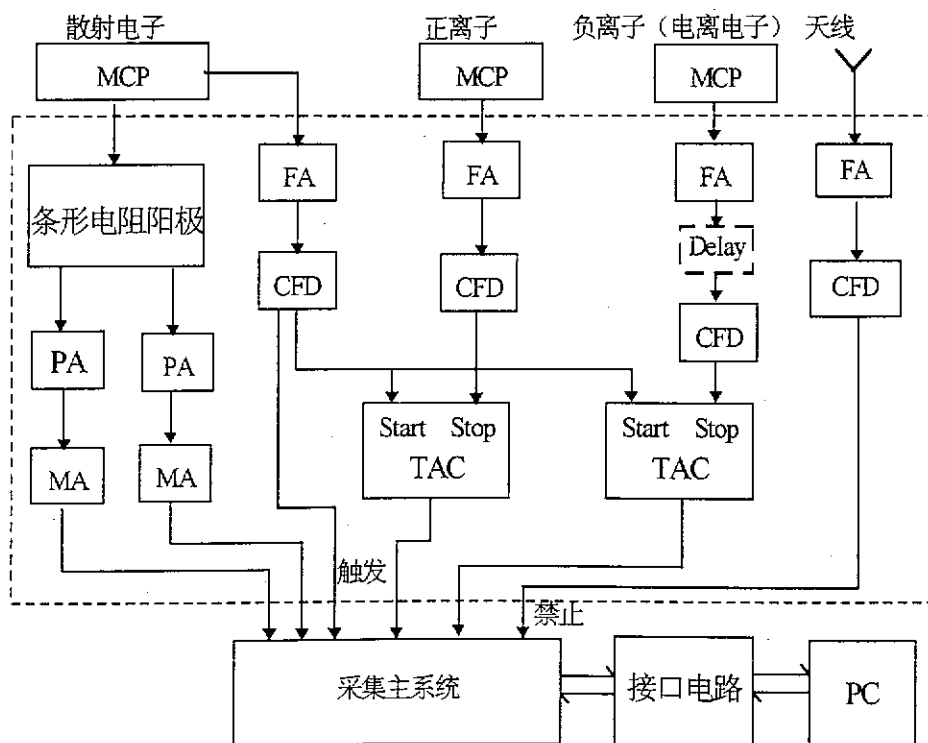 散射电子 正离子 负离子（电离电子） 天线
MCP MCP MCP
FA FA FA FA
条形电阻阳极
Delay
CFD CFD CFD
CFD
PA PA
Start Stop Start Stop
TAC TAC
MA MA
触发
禁止
采集主系统 接口电路 PC